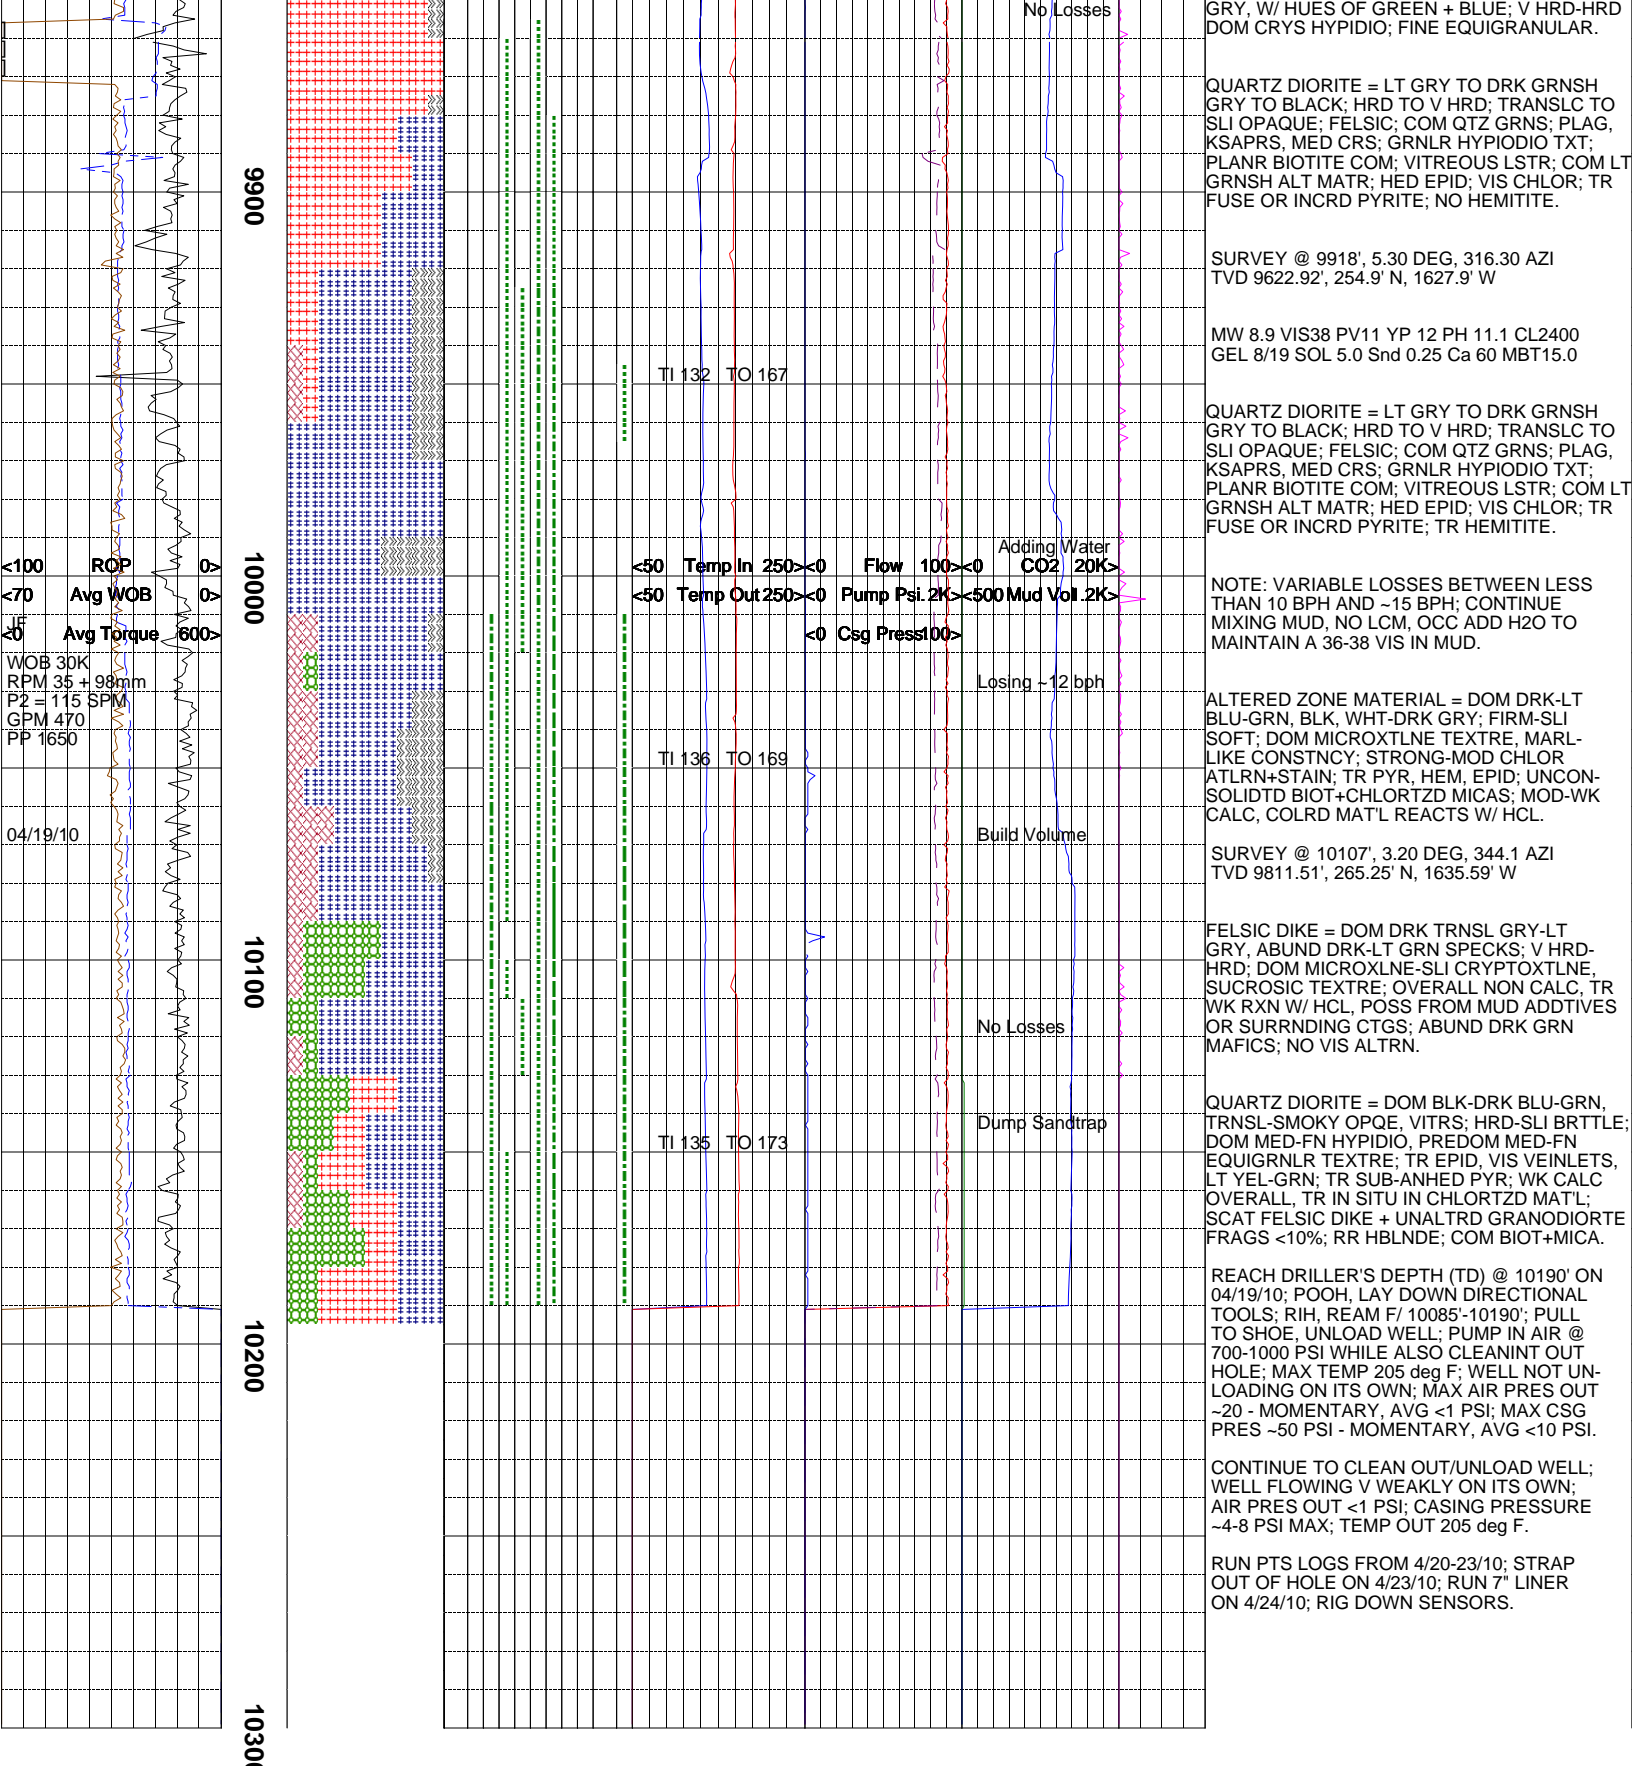 No Losses
GRY, W/ HUES OF GREEN + BLUE; V HRD-HRD
DOM CRYS HYPIDIO; FINE EQUIGRANULAR.
QUARTZ DIORITE = LT GRY TO DRK GRNSH
GRY TO BLACK; HRD TO V HRD; TRANSLC TO
SLI OPAQUE; FELSIC; COM QTZ GRNS; PLAG,
KSAPRS, MED CRS; GRNLR HYPIODIO TXT;
PLANR BIOTITE COM; VITREOUS LSTR; COM LT
GRNSH ALT MATR; HED EPID; VIS CHLOR; TR
FUSE OR INCRD PYRITE; NO HEMITITE.
9900
SURVEY @ 9918', 5.30 DEG, 316.30 AZI
TVD 9622.92', 254.9' N, 1627.9' W
MW 8.9 VIS38 PV11 YP 12 PH 11.1 CL2400
GEL 8/19 SOL 5.0 Snd 0.25 Ca 60 MBT15.0
TI 132 TO 167
QUARTZ DIORITE = LT GRY TO DRK GRNSH
GRY TO BLACK; HRD TO V HRD; TRANSLC TO
SLI OPAQUE; FELSIC; COM QTZ GRNS; PLAG,
KSAPRS, MED CRS; GRNLR HYPIODIO TXT;
PLANR BIOTITE COM; VITREOUS LSTR; COM LT
GRNSH ALT MATR; HED EPID; VIS CHLOR; TR
FUSE OR INCRD PYRITE; TR HEMITITE.
Adding Water
<100 ROP 0>
<50 Temp In 250>
<0 Flow 100>
<0 CO2 20K>
10000
<70 Avg WOB 0>
<50 Temp Out 250>
<0 Pump Psi. 2K>
<500 Mud Vol 1.2K>
JF
<0 Avg Torque 600>
<0 Csg Press 100>
NOTE: VARIABLE LOSSES BETWEEN LESS
THAN 10 BPH AND ~15 BPH; CONTINUE
MIXING MUD, NO LCM, OCC ADD H2O TO
MAINTAIN A 36-38 VIS IN MUD.
WOB 30K
RPM 35 + 98mm
P2 = 115 SPM
GPM 470
PP 1650
Losing ~12 bph
ALTERED ZONE MATERIAL = DOM DRK-LT
BLU-GRN, BLK, WHT-DRK GRY; FIRM-SLI
SOFT; DOM MICROXTLNE TEXTRE, MARL-
LIKE CONSTNCY; STRONG-MOD CHLOR
ATLRN+STAIN; TR PYR, HEM, EPID; UNCON-
SOLIDTD BIOT+CHLORTZD MICAS; MOD-WK
CALC, COLRD MAT'L REACTS W/ HCL.
TI 136 TO 169
04/19/10
Build Volume
SURVEY @ 10107', 3.20 DEG, 344.1 AZI
TVD 9811.51', 265.25' N, 1635.59' W
10100
FELSIC DIKE = DOM DRK TRNSL GRY-LT
GRY, ABUND DRK-LT GRN SPECKS; V HRD-
HRD; DOM MICROXLNE-SLI CRYPTOXTLNE,
SUCROSIC TEXTRE; OVERALL NON CALC, TR
WK RXN W/ HCL, POSS FROM MUD ADDTIVES
OR SURRNDING CTGS; ABUND DRK GRN
MAFICS; NO VIS ALTRN.
No Losses
Dump Sandtrap
TI 135 TO 173
QUARTZ DIORITE = DOM BLK-DRK BLU-GRN,
TRNSL-SMOKY OPQE, VITRS; HRD-SLI BRTTLE;
DOM MED-FN HYPIDIO, PREDOM MED-FN
EQUIGRNLR TEXTRE; TR EPID, VIS VEINLETS,
LT YEL-GRN; TR SUB-ANHED PYR; WK CALC
OVERALL, TR IN SITU IN CHLORTZD MAT'L;
SCAT FELSIC DIKE + UNALTRD GRANODIORTE
FRAGS <10%; RR HBLNDE; COM BIOT+MICA.
REACH DRILLER'S DEPTH (TD) @ 10190' ON
04/19/10; POOH, LAY DOWN DIRECTIONAL
TOOLS; RIH, REAM F/ 10085'-10190'; PULL
TO SHOE, UNLOAD WELL; PUMP IN AIR @
700-1000 PSI WHILE ALSO CLEANINT OUT
HOLE; MAX TEMP 205 deg F; WELL NOT UN-
LOADING ON ITS OWN; MAX AIR PRES OUT
~20 - MOMENTARY, AVG <1 PSI; MAX CSG
PRES ~50 PSI - MOMENTARY, AVG <10 PSI.
10200
CONTINUE TO CLEAN OUT/UNLOAD WELL;
WELL FLOWING V WEAKLY ON ITS OWN;
AIR PRES OUT <1 PSI; CASING PRESSURE
~4-8 PSI MAX; TEMP OUT 205 deg F.
RUN PTS LOGS FROM 4/20-23/10; STRAP
OUT OF HOLE ON 4/23/10; RUN 7" LINER
ON 4/24/10; RIG DOWN SENSORS.
10300